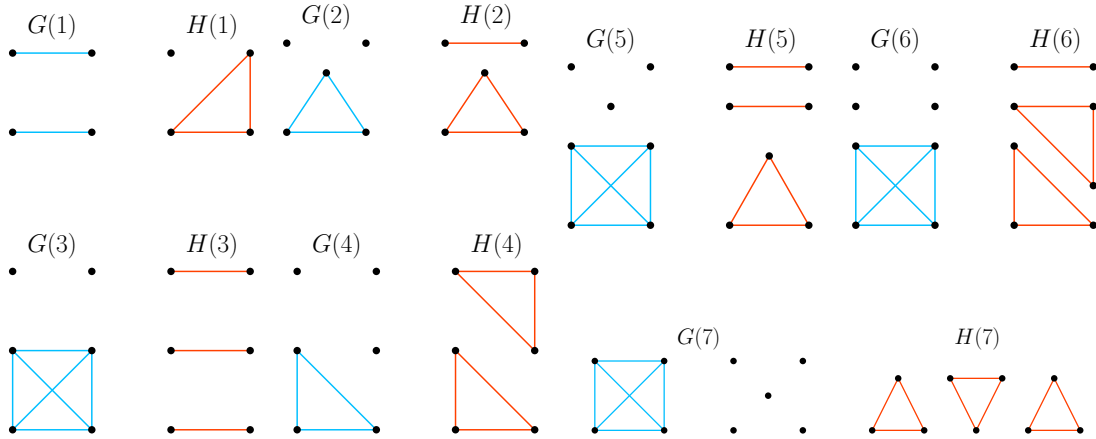 G(1) H(1) G(2) H(2)
G(5) H(5) G(6) H(6)
G(3) H(3) G(4) H(4)
G(7) H(7)